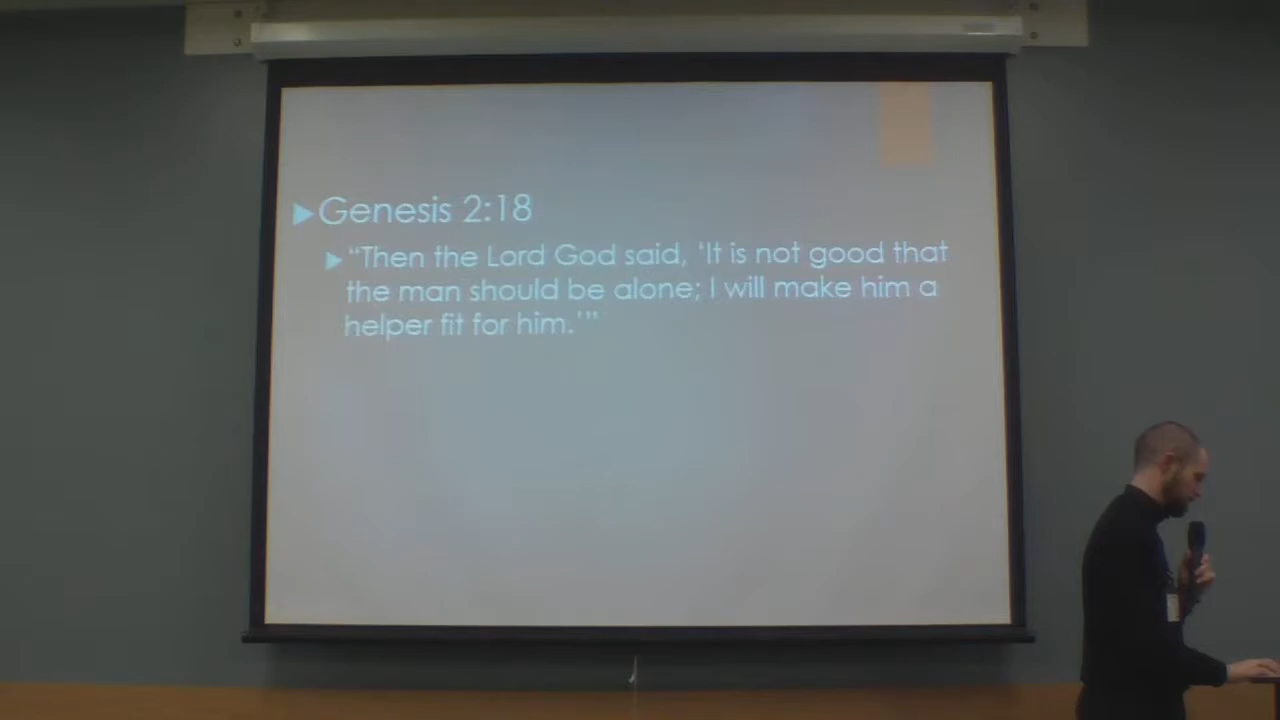 Genesis 2:18
“Then the Lord God said, ‘It is not good that
the man should be alone; I will make him a
helper fit for him.’”